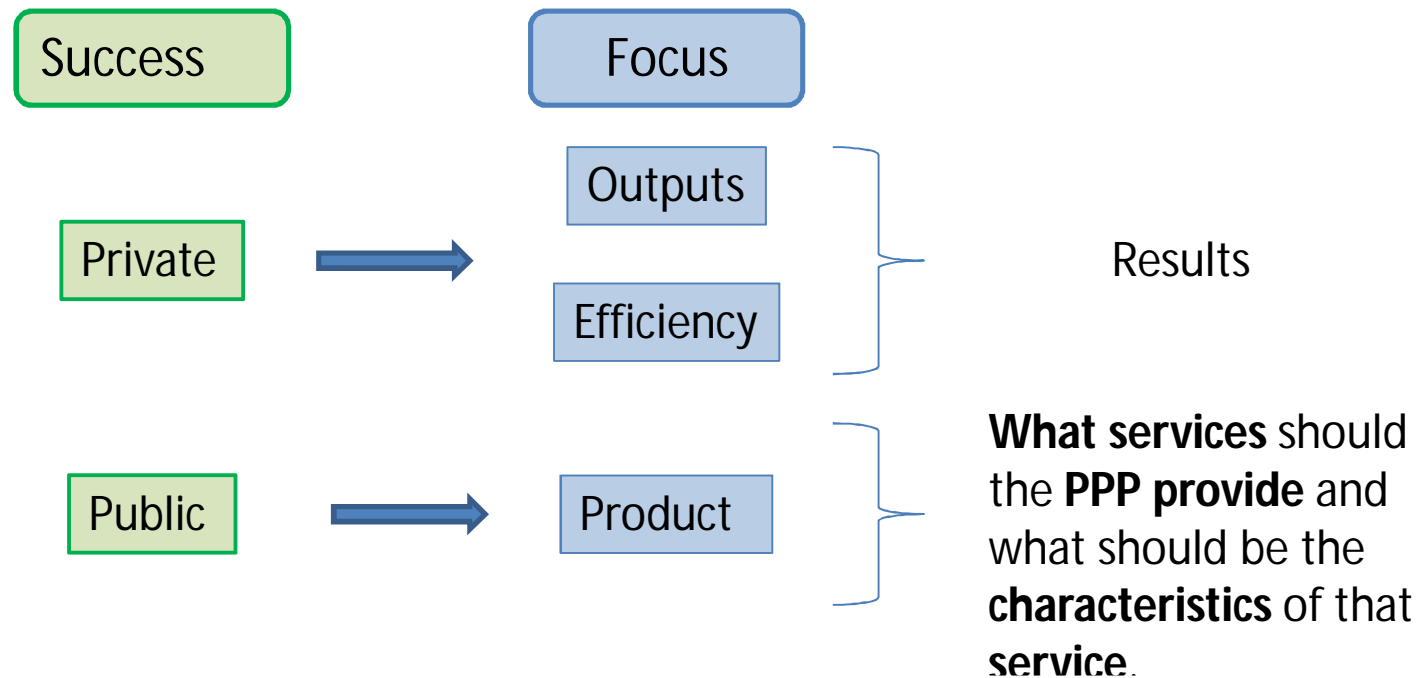 Success
Focus
Outputs
Private
Results
Efficiency
What services should
the PPP provide and
Public
Product
what should be the
characteristics of that
service.